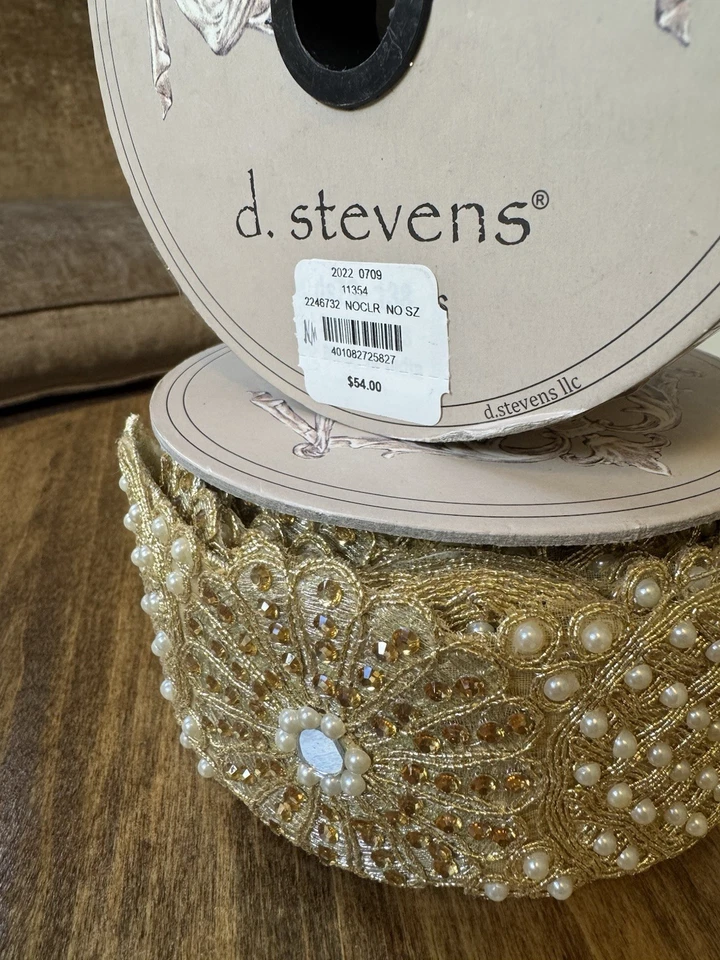 d. stevens®
2022 0709
11354
2246732 NOCLR NO SZ
401082725827
$54.00
d.stevens llc